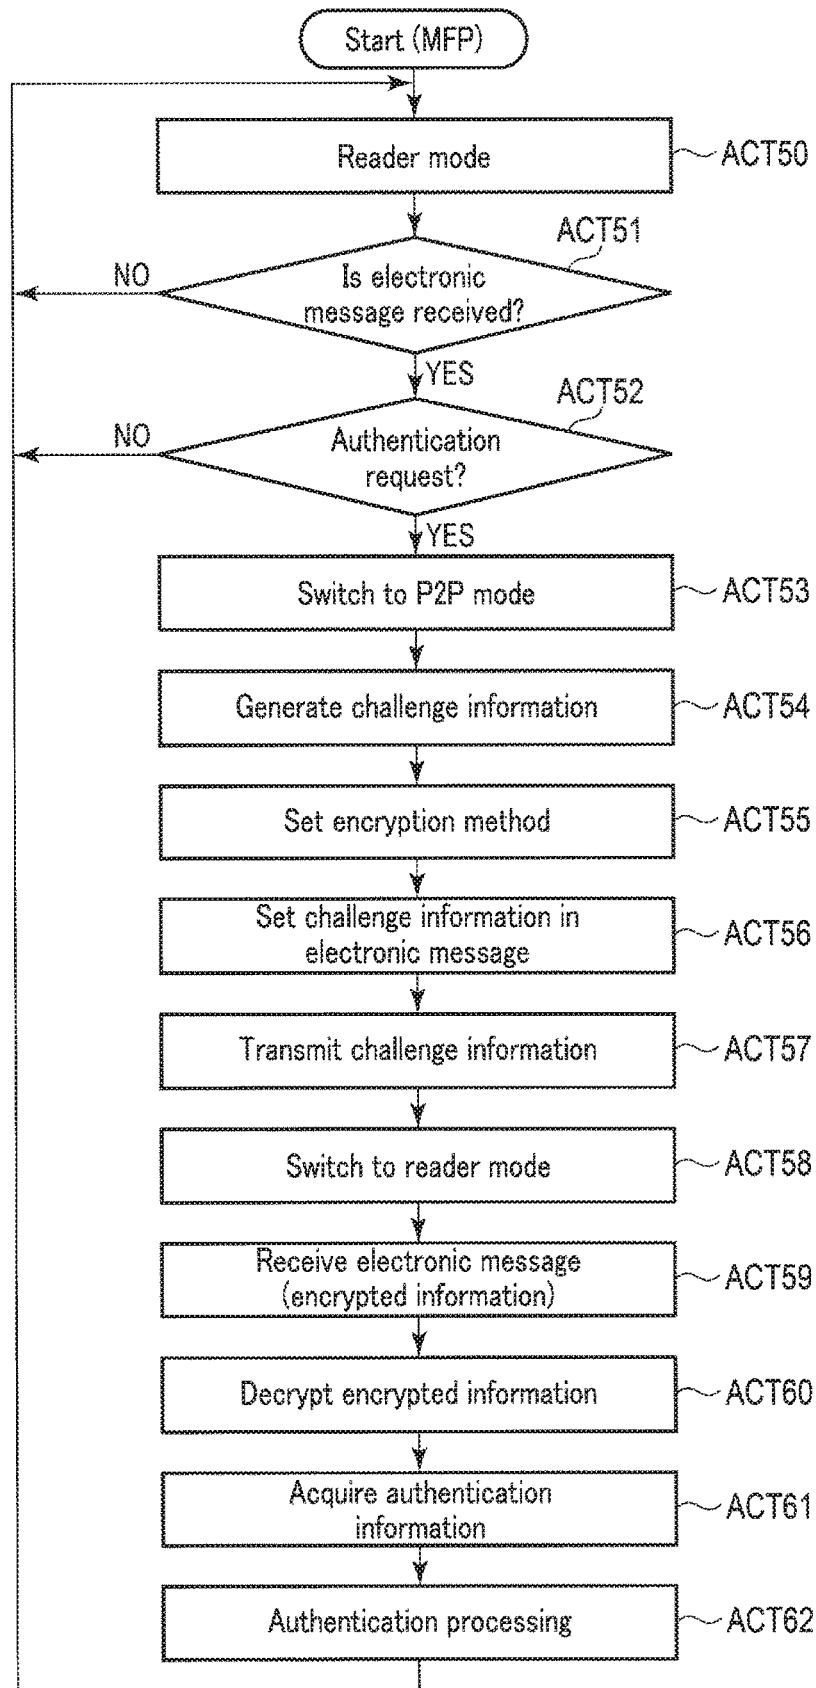 Start (MFP)
Reader mode
ACT50
ACT51
Is electronic
message received?
NO
YES
ACT52
Authentication
request?
NO
YES
Switch to P2P mode
ACT53
Generate challenge information
ACT54
Set encryption method
ACT55
Set challenge information in
electronic message
ACT56
Transmit challenge information
ACT57
Switch to reader mode
ACT58
Receive electronic message
(encrypted information)
ACT59
Decrypt encrypted information
ACT60
Acquire authentication
information
ACT61
Authentication processing
ACT62